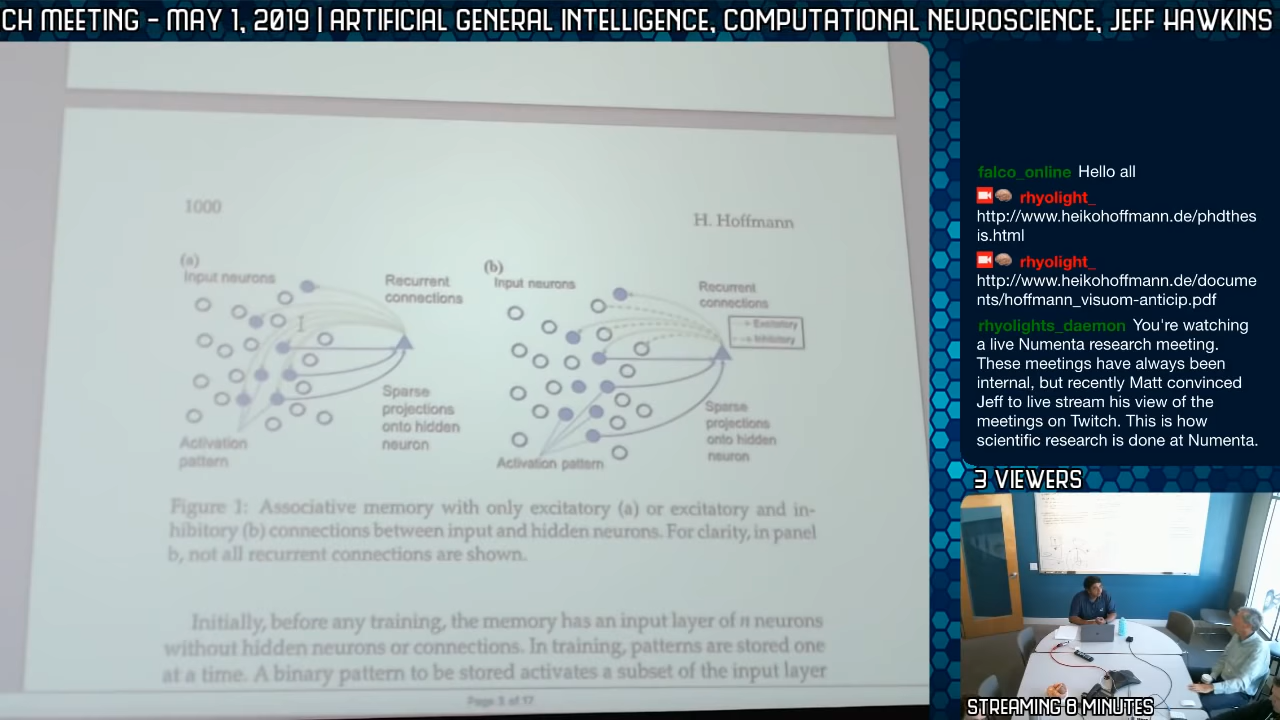 CH MEETING - MAY 1, 2019 | ARTIFICIAL GENERAL INTELLIGENCE, COMPUTATIONAL NEUROSCIENCE, JEFF HAWKINS
1000
H. Hoffmann
(a)
Input neurons
Recurrent
connections
Sparse
projections
onto hidden
neuron
Activation
pattern
(b)
Input neurons
Recurrent
connections
Excitatory
Inhibitory
Sparse
projections
onto hidden
neuron
Activation pattern
Figure 1: Associative memory with only excitatory (a) or excitatory and in-
hibitory (b) connections between input and hidden neurons. For clarity, in panel
b, not all recurrent connections are shown.
Initially, before any training, the memory has an input layer of n neurons
without hidden neurons or connections. In training, patterns are stored one
at a time. A binary pattern to be stored activates a subset of the input layer
Page 5 of 17
falco_online Hello all
rhyolight_
http://www.heikohoffmann.de/phdthes
is.html
rhyolight_
http://www.heikohoffmann.de/docume
nts/hoffmann_visuom-anticip.pdf
rhyolights_daemon You're watching
a live Numenta research meeting.
These meetings have always been
internal, but recently Matt convinced
Jeff to live stream his view of the
meetings on Twitch. This is how
scientific research is done at Numenta.
3 VIEWERS
STREAMING 8 MINUTES